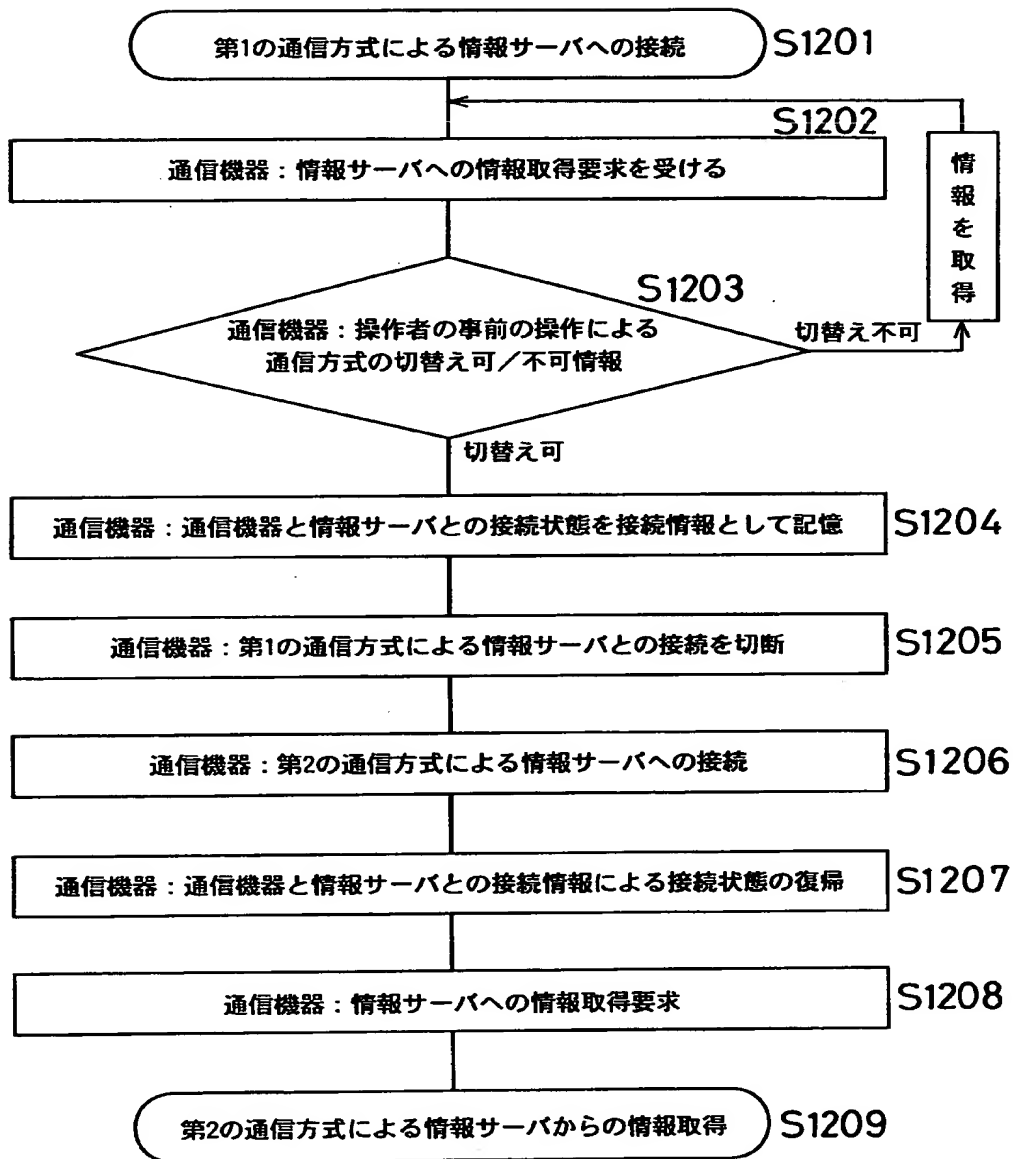 第1の通信方式による情報サーバへの接続
S1201
S1202
通信機器：情報サーバへの情報取得要求を受ける
情報を取得
S1203
通信機器：操作者の事前の操作による
通信方式の切替え可／不可情報
切替え不可
切替え可
通信機器：通信機器と情報サーバとの接続状態を接続情報として記憶
S1204
通信機器：第1の通信方式による情報サーバとの接続を切断
S1205
通信機器：第2の通信方式による情報サーバへの接続
S1206
通信機器：通信機器と情報サーバとの接続情報による接続状態の復帰
S1207
通信機器：情報サーバへの情報取得要求
S1208
第2の通信方式による情報サーバからの情報取得
S1209